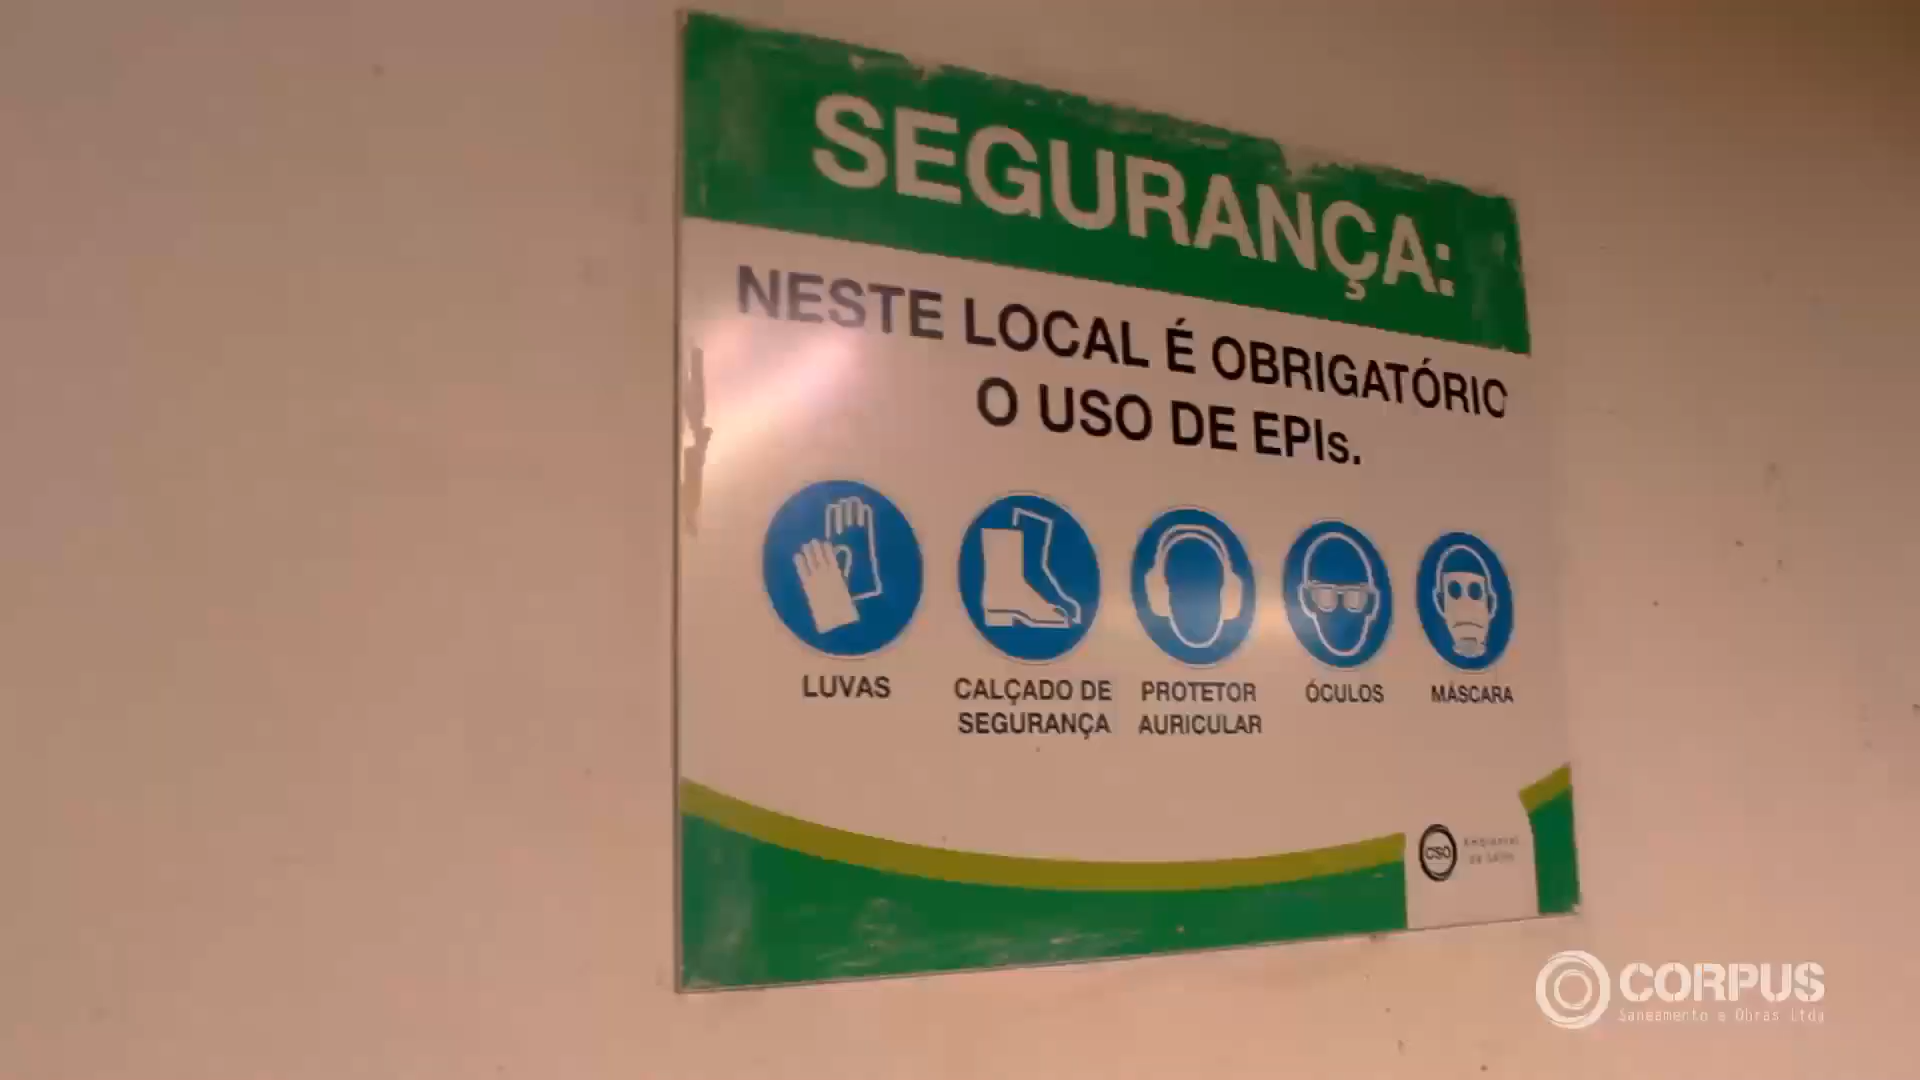 SEGURANÇA:
NESTE LOCAL É OBRIGATÓRIO
O USO DE EPIs.
LUVAS
CALÇADO DE
SEGURANÇA
PROTETOR
AURICULAR
ÓCULOS
MÁSCARA
CSO
CORPUS
Saneamento e Obras Ltda